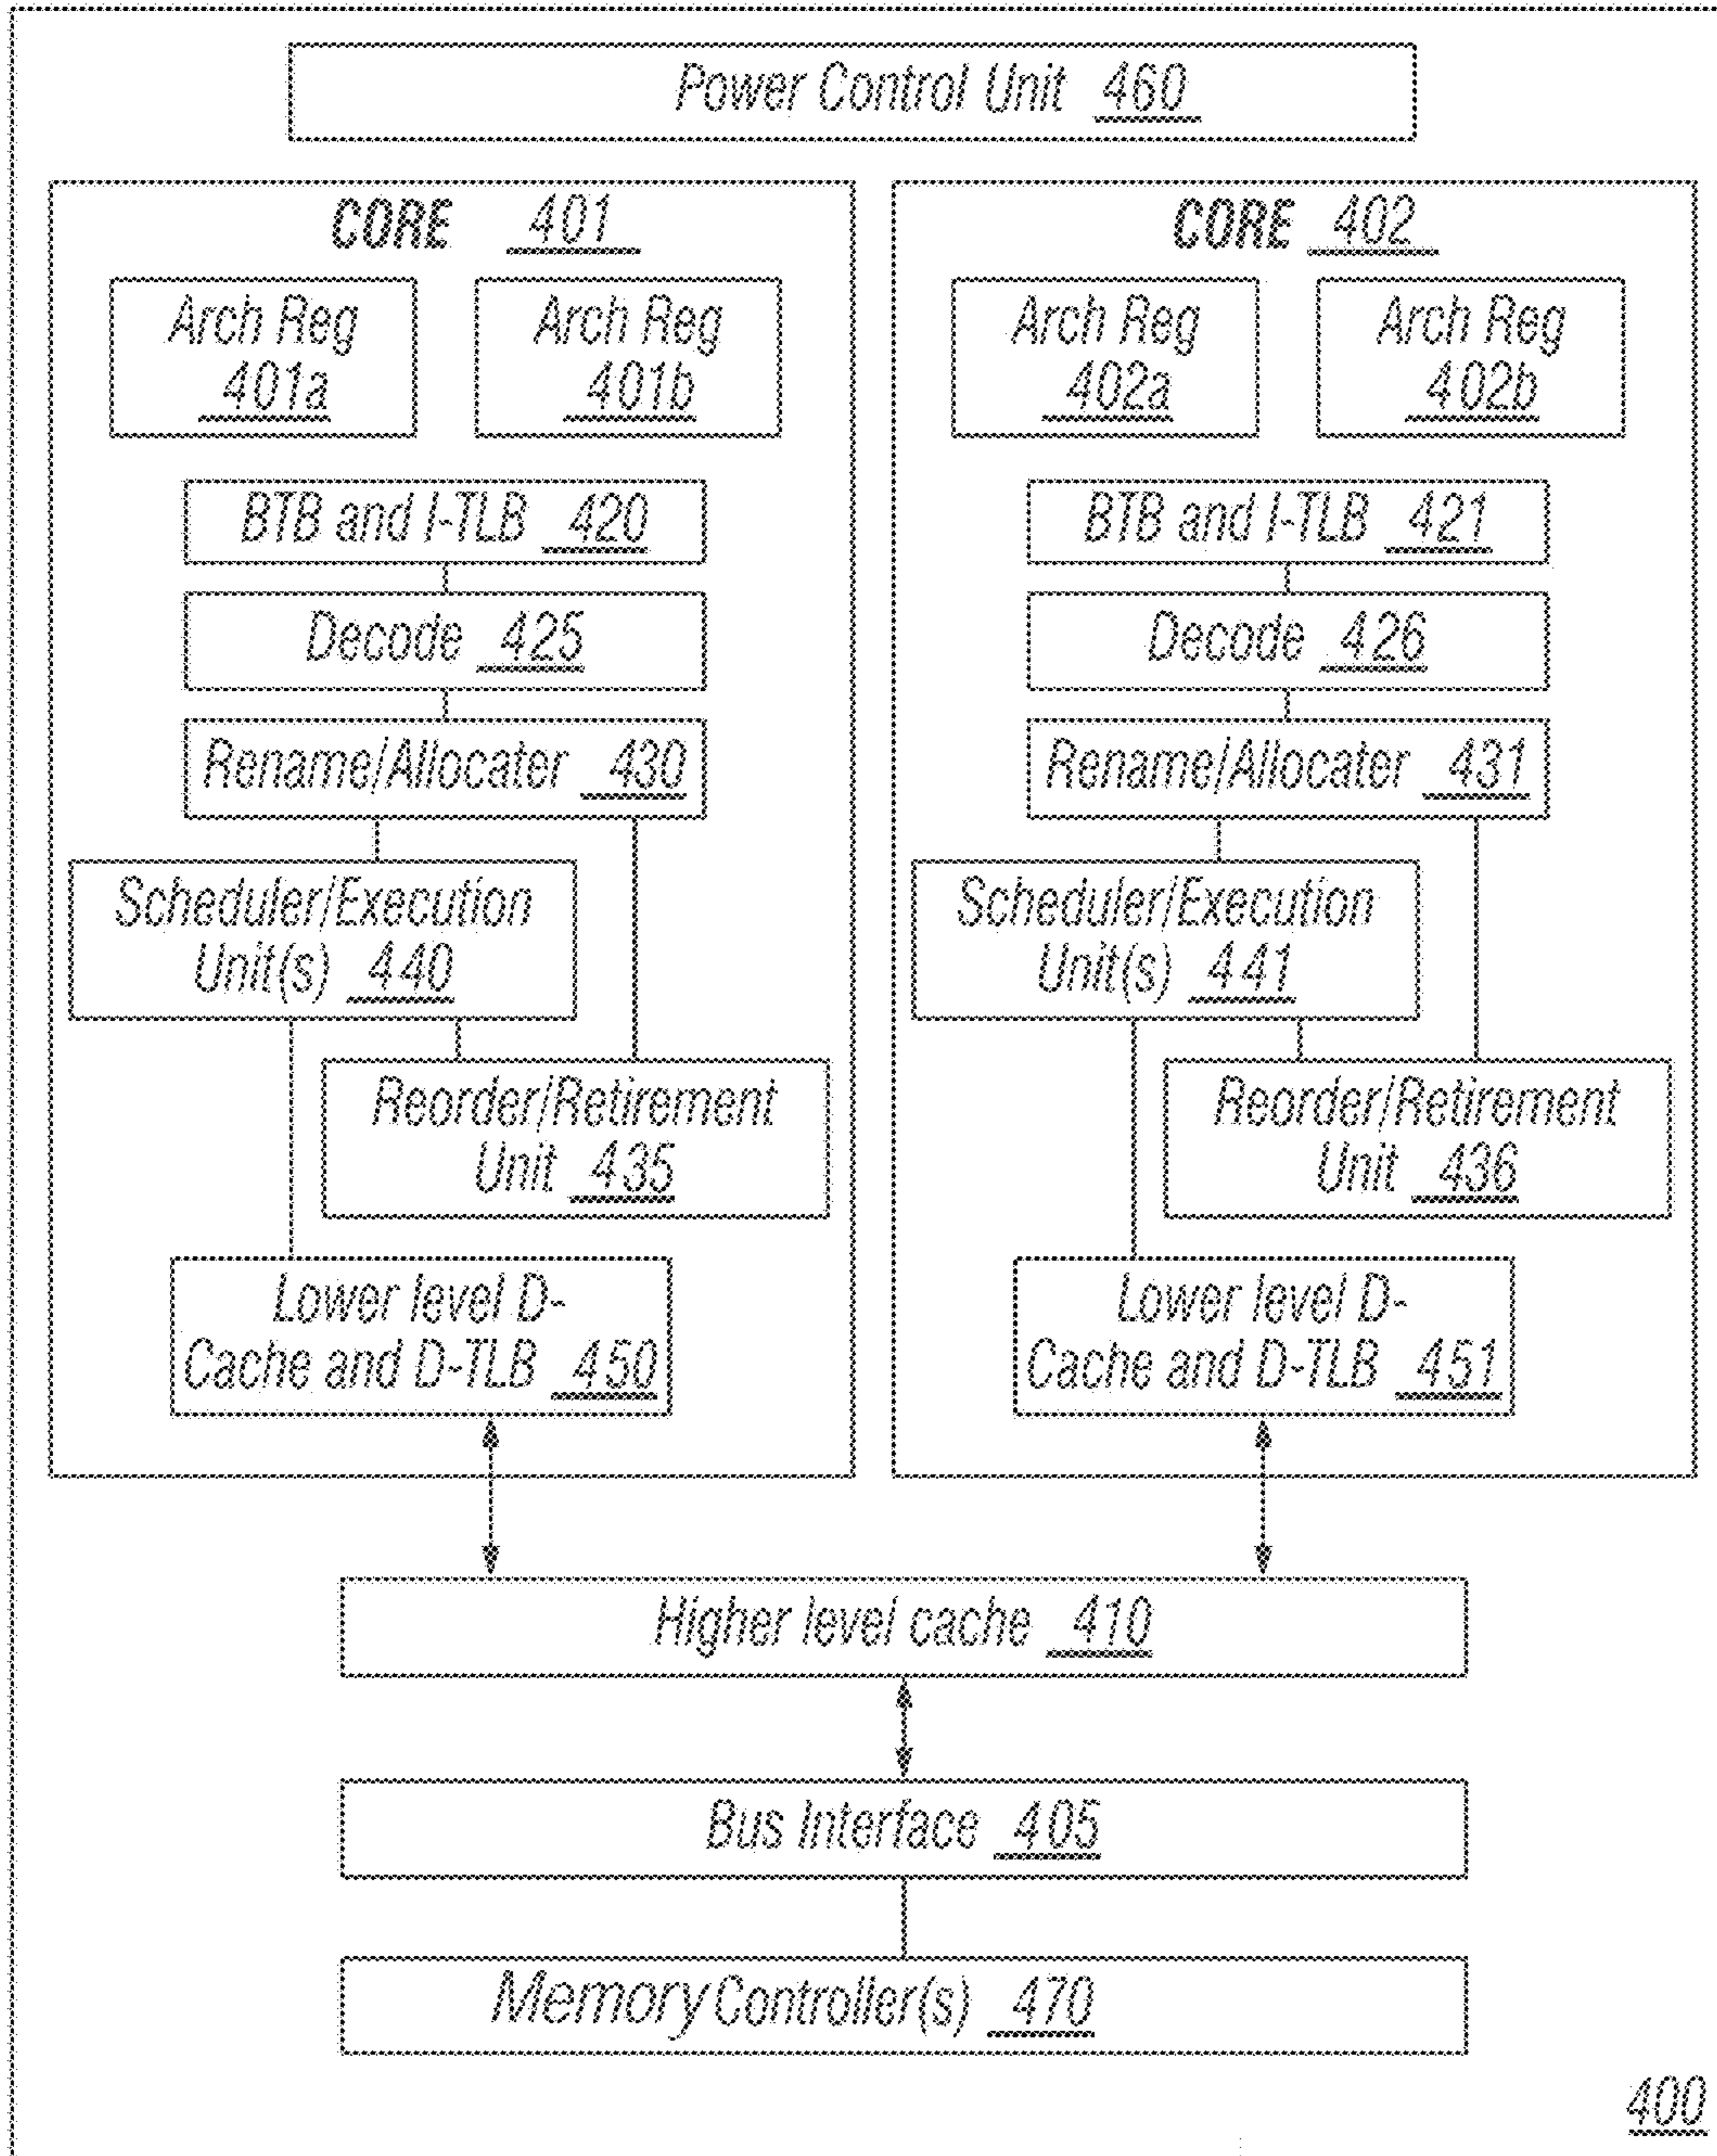 Power Control Unit 460
CORE 401
Arch Reg
401a
Arch Reg
401b
BTB and I-TLB 420
Decode 425
Rename/Allocater 430
Scheduler/Execution
Unit(s) 440
Reorder/Retirement
Unit 435
Lower level D-
Cache and D-TLB 450
CORE 402
Arch Reg
402a
Arch Reg
402b
BTB and I-TLB 421
Decode 426
Rename/Allocater 431
Scheduler/Execution
Unit(s) 441
Reorder/Retirement
Unit 436
Lower level D-
Cache and D-TLB 451
Higher level cache 410
Bus Interface 405
Memory Controller(s) 470
400